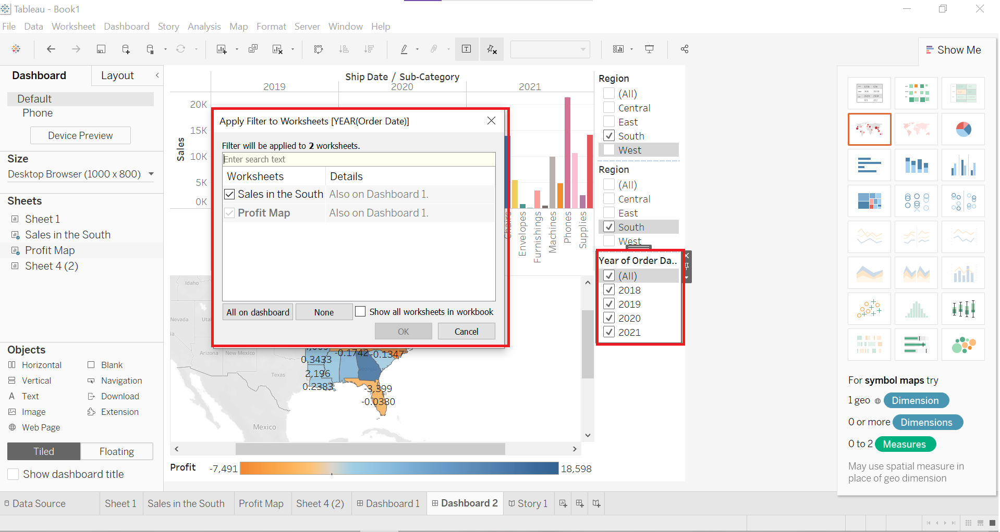 Tableau - Book1
File Data Worksheet Dashboard Story Analysis Map Format Server Window Help
Show Me
Dashboard
Layout
Default
Phone
Device Preview
Size
Desktop Browser (1000 x 800)
Sheets
Sheet 1
Sales in the South
Profit Map
Sheet 4 (2)
Objects
Horizontal
Blank
Vertical
Navigation
Text
Download
Image
Extension
Web Page
Tiled
Floating
Show dashboard title
Ship Date / Sub-Category
2019
2020
2021
Sales
20K
15K
10K
5K
0K
Chairs
Envelopes
Furnishings
Machines
Phones
Supplies
Apply Filter to Worksheets [YEAR(Order Date)]
Filter will be applied to 2 worksheets.
Enter search text
Worksheets
Details
Sales in the South
Also on Dashboard 1.
Profit Map
Also on Dashboard 1.
All on dashboard
None
Show all worksheets in workbook
OK
Cancel
Region
(All)
Central
East
South
West
Region
(All)
Central
East
South
West
Year of Order Da..
(All)
2018
2019
2020
2021
Idaho
Nevada
Arizona
New Mexico
Texas
Georgia
Mexico
0.3433
-0.1742
-0.1347
2,196
0.2383
-3,399
-0.0380
Profit
-7,491
18,598
For symbol maps try
1 geo
Dimension
0 or more
Dimensions
0 to 2
Measures
May use spatial measure in
place of geo dimension
Data Source
Sheet 1
Sales in the South
Profit Map
Sheet 4 (2)
Dashboard 1
Dashboard 2
Story 1